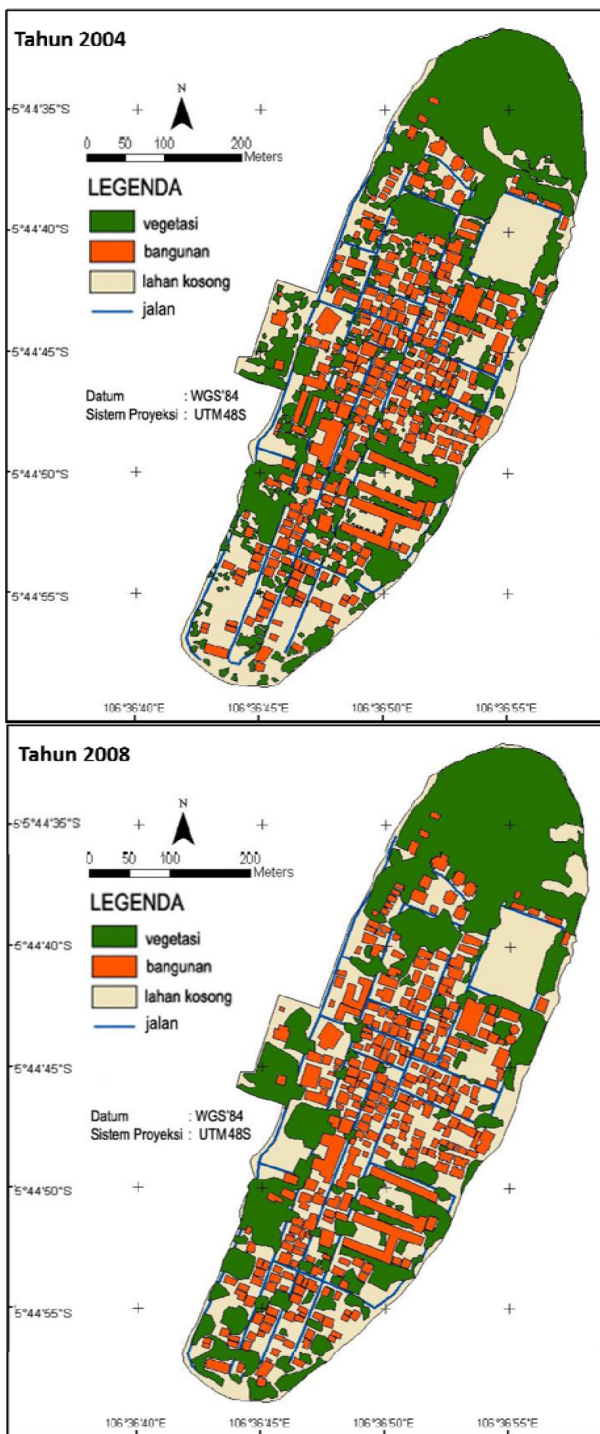 Tahun 2004
N
0 50 100 200
Meters
LEGENDA
vegetasi
bangunan
lahan kosong
jalan
Datum : WGS'84
Sistem Proyeksi : UTM 48S
5°44'35"S
5°44'40"S
5°44'45"S
5°44'50"S
5°44'55"S
106°36'40"E 106°36'45"E 106°36'50"E 106°36'55"E
Tahun 2008
N
0 50 100 200
Meters
LEGENDA
vegetasi
bangunan
lahan kosong
jalan
Datum : WGS'84
Sistem Proyeksi : UTM 48S
5°44'35"S
5°44'40"S
5°44'45"S
5°44'50"S
5°44'55"S
106°36'40"E 106°36'45"E 106°36'50"E 106°36'55"E